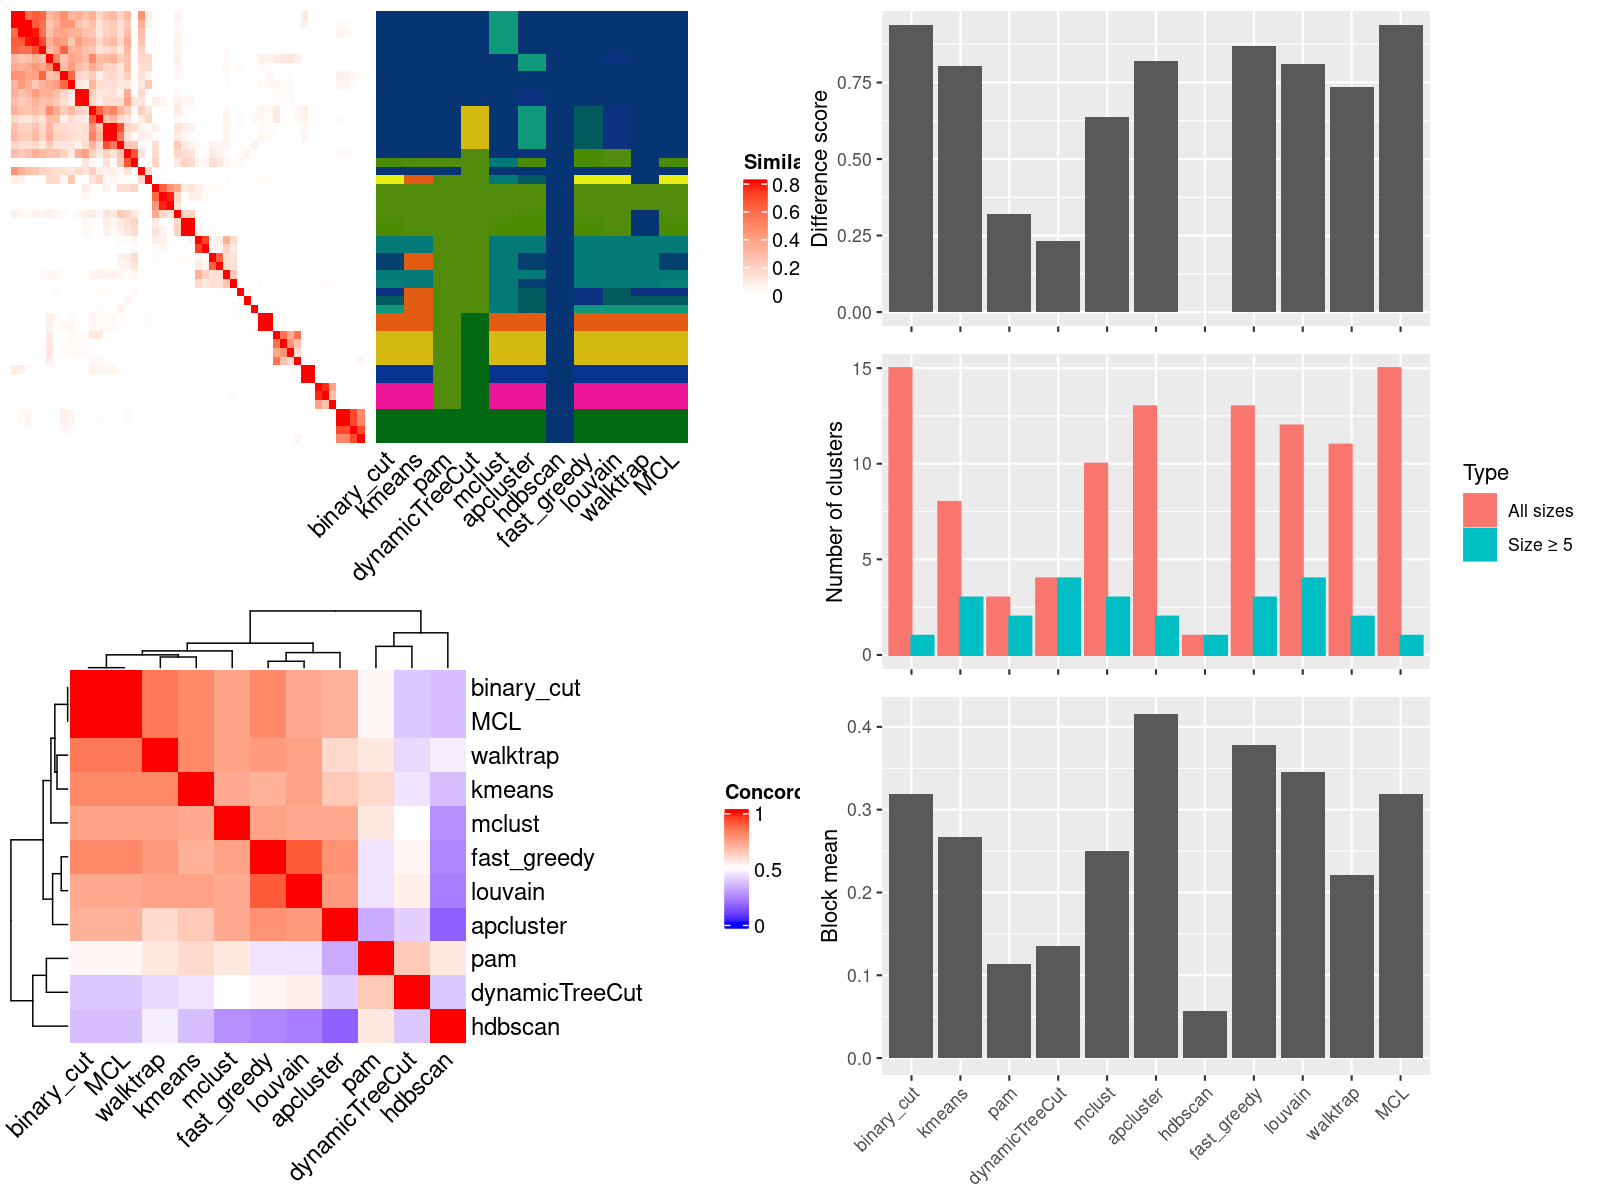 Simila
0.8
0.6
0.4
0.2
0
binary_cut
kmeans
pam
dynamicTreeCut
mclust
apcluster
hdbscan
fast_greedy
louvain
walktrap
MCL
Difference score
0.75
0.50
0.25
0.00
Number of clusters
15
10
5
0
Type
All sizes
Size ≥ 5
Block mean
0.4
0.3
0.2
0.1
0.0
binary_cut
kmeans
pam
dynamicTreeCut
mclust
apcluster
hdbscan
fast_greedy
louvain
walktrap
MCL
binary_cut
MCL
walktrap
kmeans
mclust
fast_greedy
louvain
apcluster
pam
dynamicTreeCut
hdbscan
binary_cut
MCL
walktrap
kmeans
mclust
fast_greedy
louvain
apcluster
pam
dynamicTreeCut
hdbscan
Concord
1
0.5
0